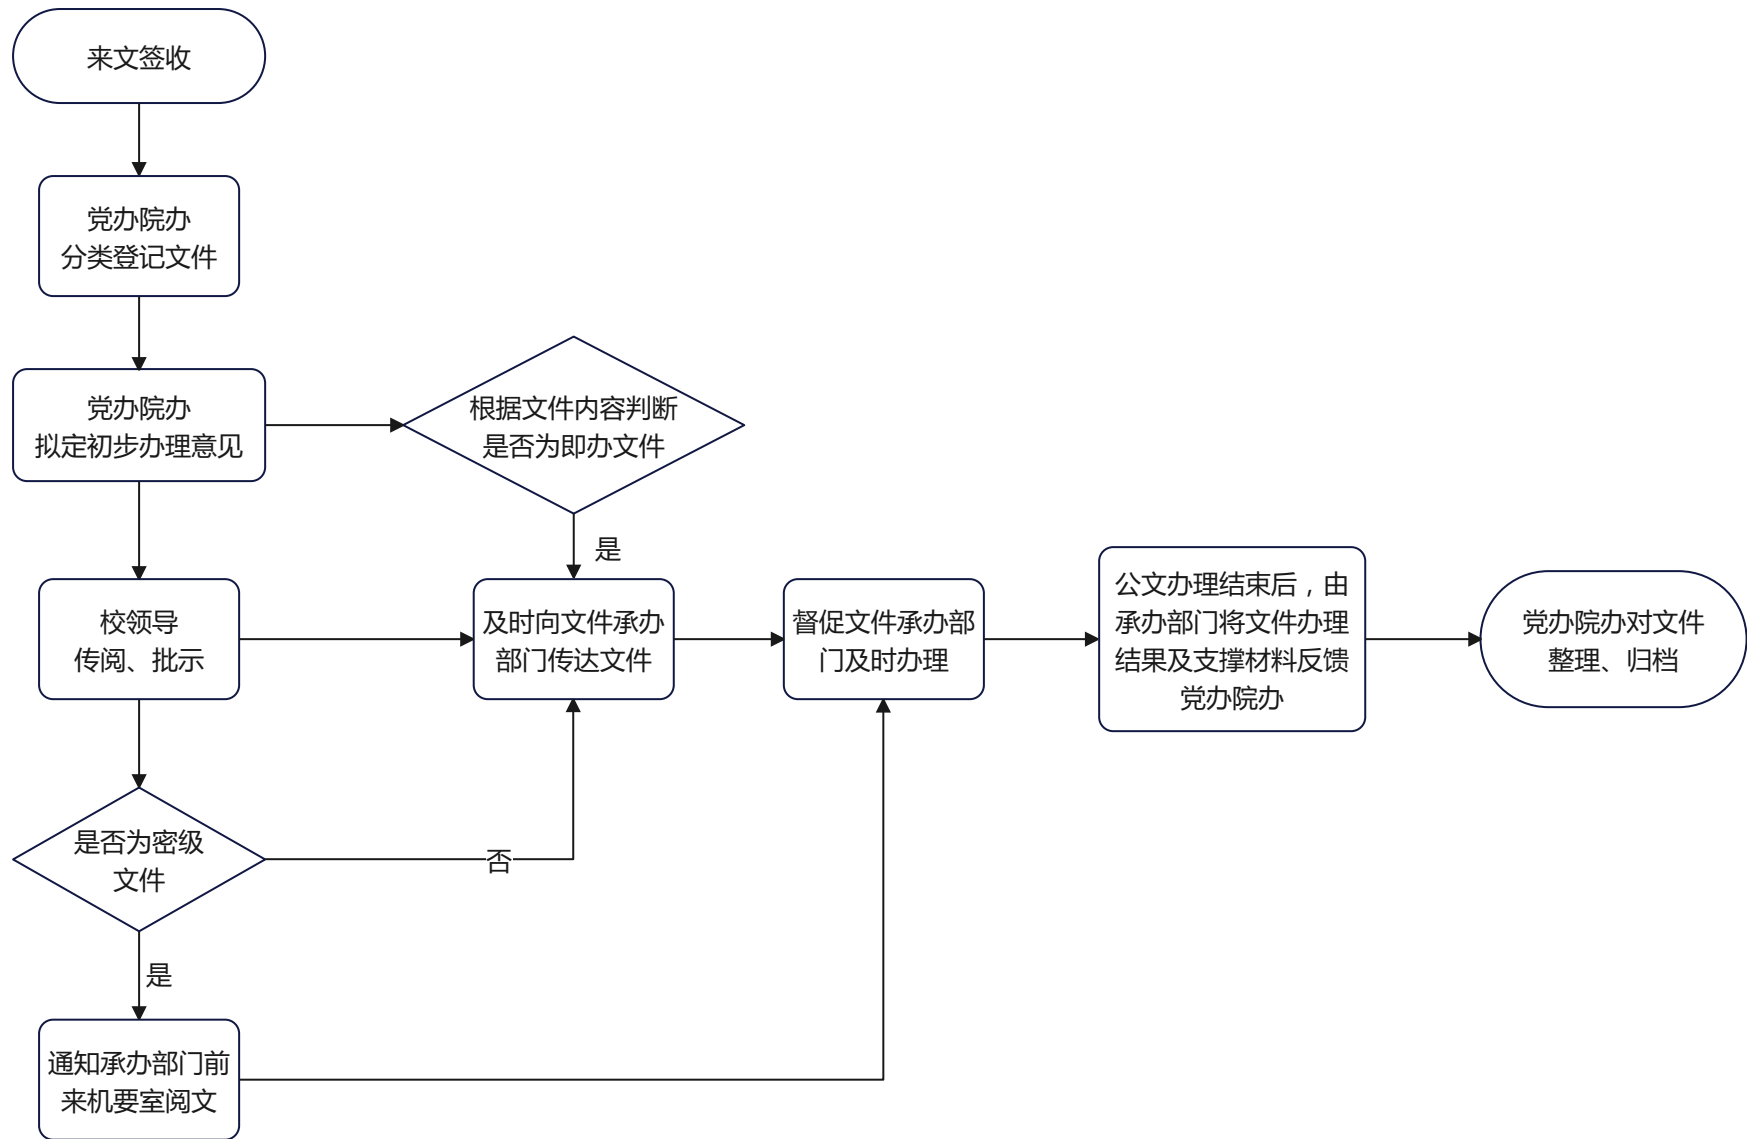 来文签收
党办院办
分类登记文件
党办院办
拟定初步办理意见
根据文件内容判断
是否为即办文件
是
校领导
传阅、批示
及时向文件承办
部门传达文件
督促文件承办部
门及时办理
公文办理结束后，由
承办部门将文件办理
结果及支撑材料反馈
党办院办
党办院办对文件
整理、归档
是否为密级
文件
否
是
通知承办部门前
来机要室阅文